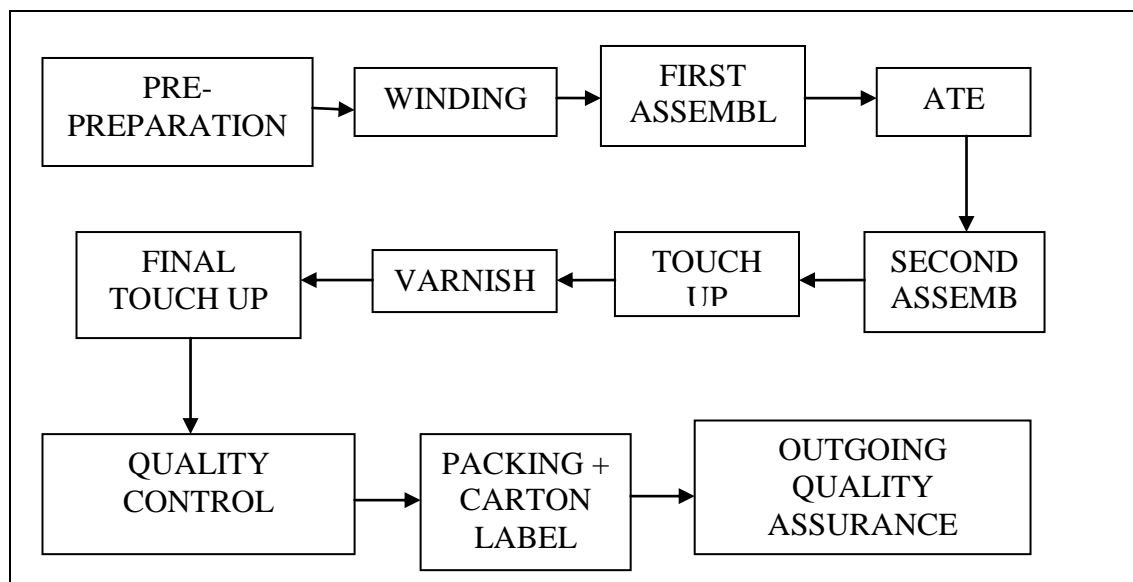 PRE-
PREPARATION
WINDING
FIRST
ASSEMBL
ATE
SECOND
ASSEMB
TOUCH
UP
VARNISH
FINAL
TOUCH UP
QUALITY
CONTROL
PACKING +
CARTON
LABEL
OUTGOING
QUALITY
ASSURANCE